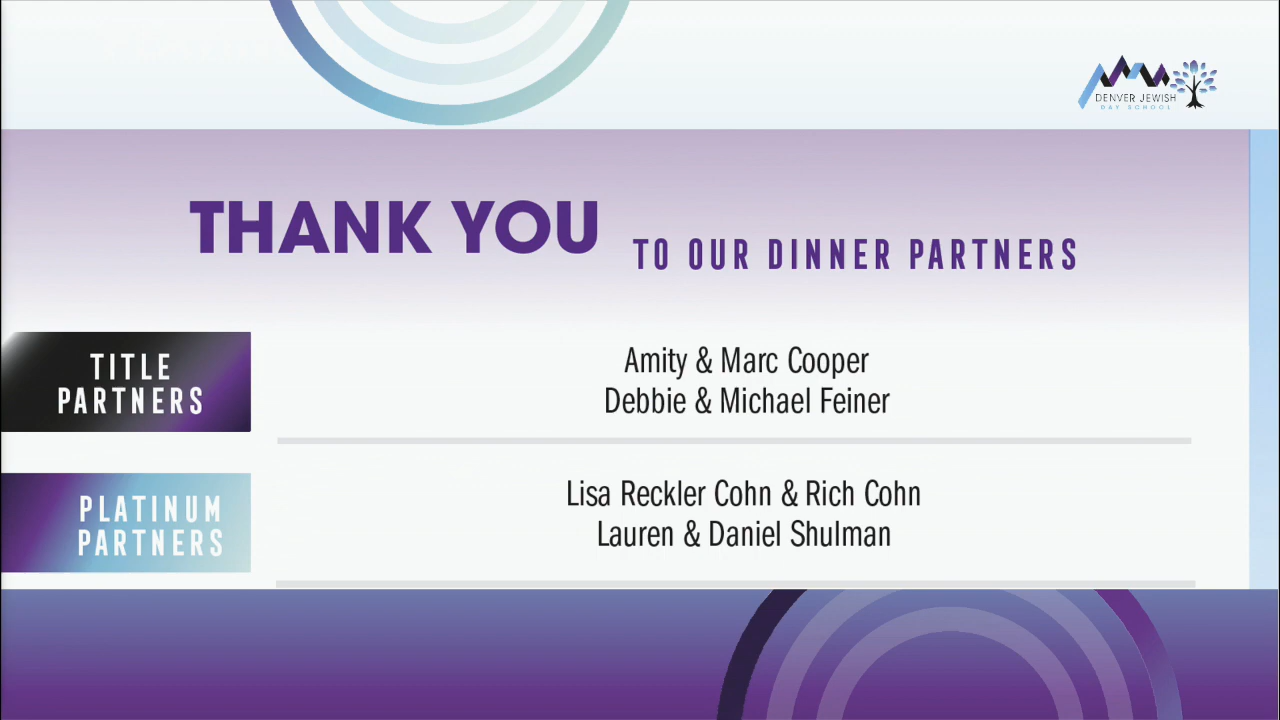 DENVER JEWISH
DAY SCHOOL
THANK YOU TO OUR DINNER PARTNERS
TITLE
PARTNERS
Amity & Marc Cooper
Debbie & Michael Feiner
PLATINUM
PARTNERS
Lisa Reckler Cohn & Rich Cohn
Lauren & Daniel Shulman